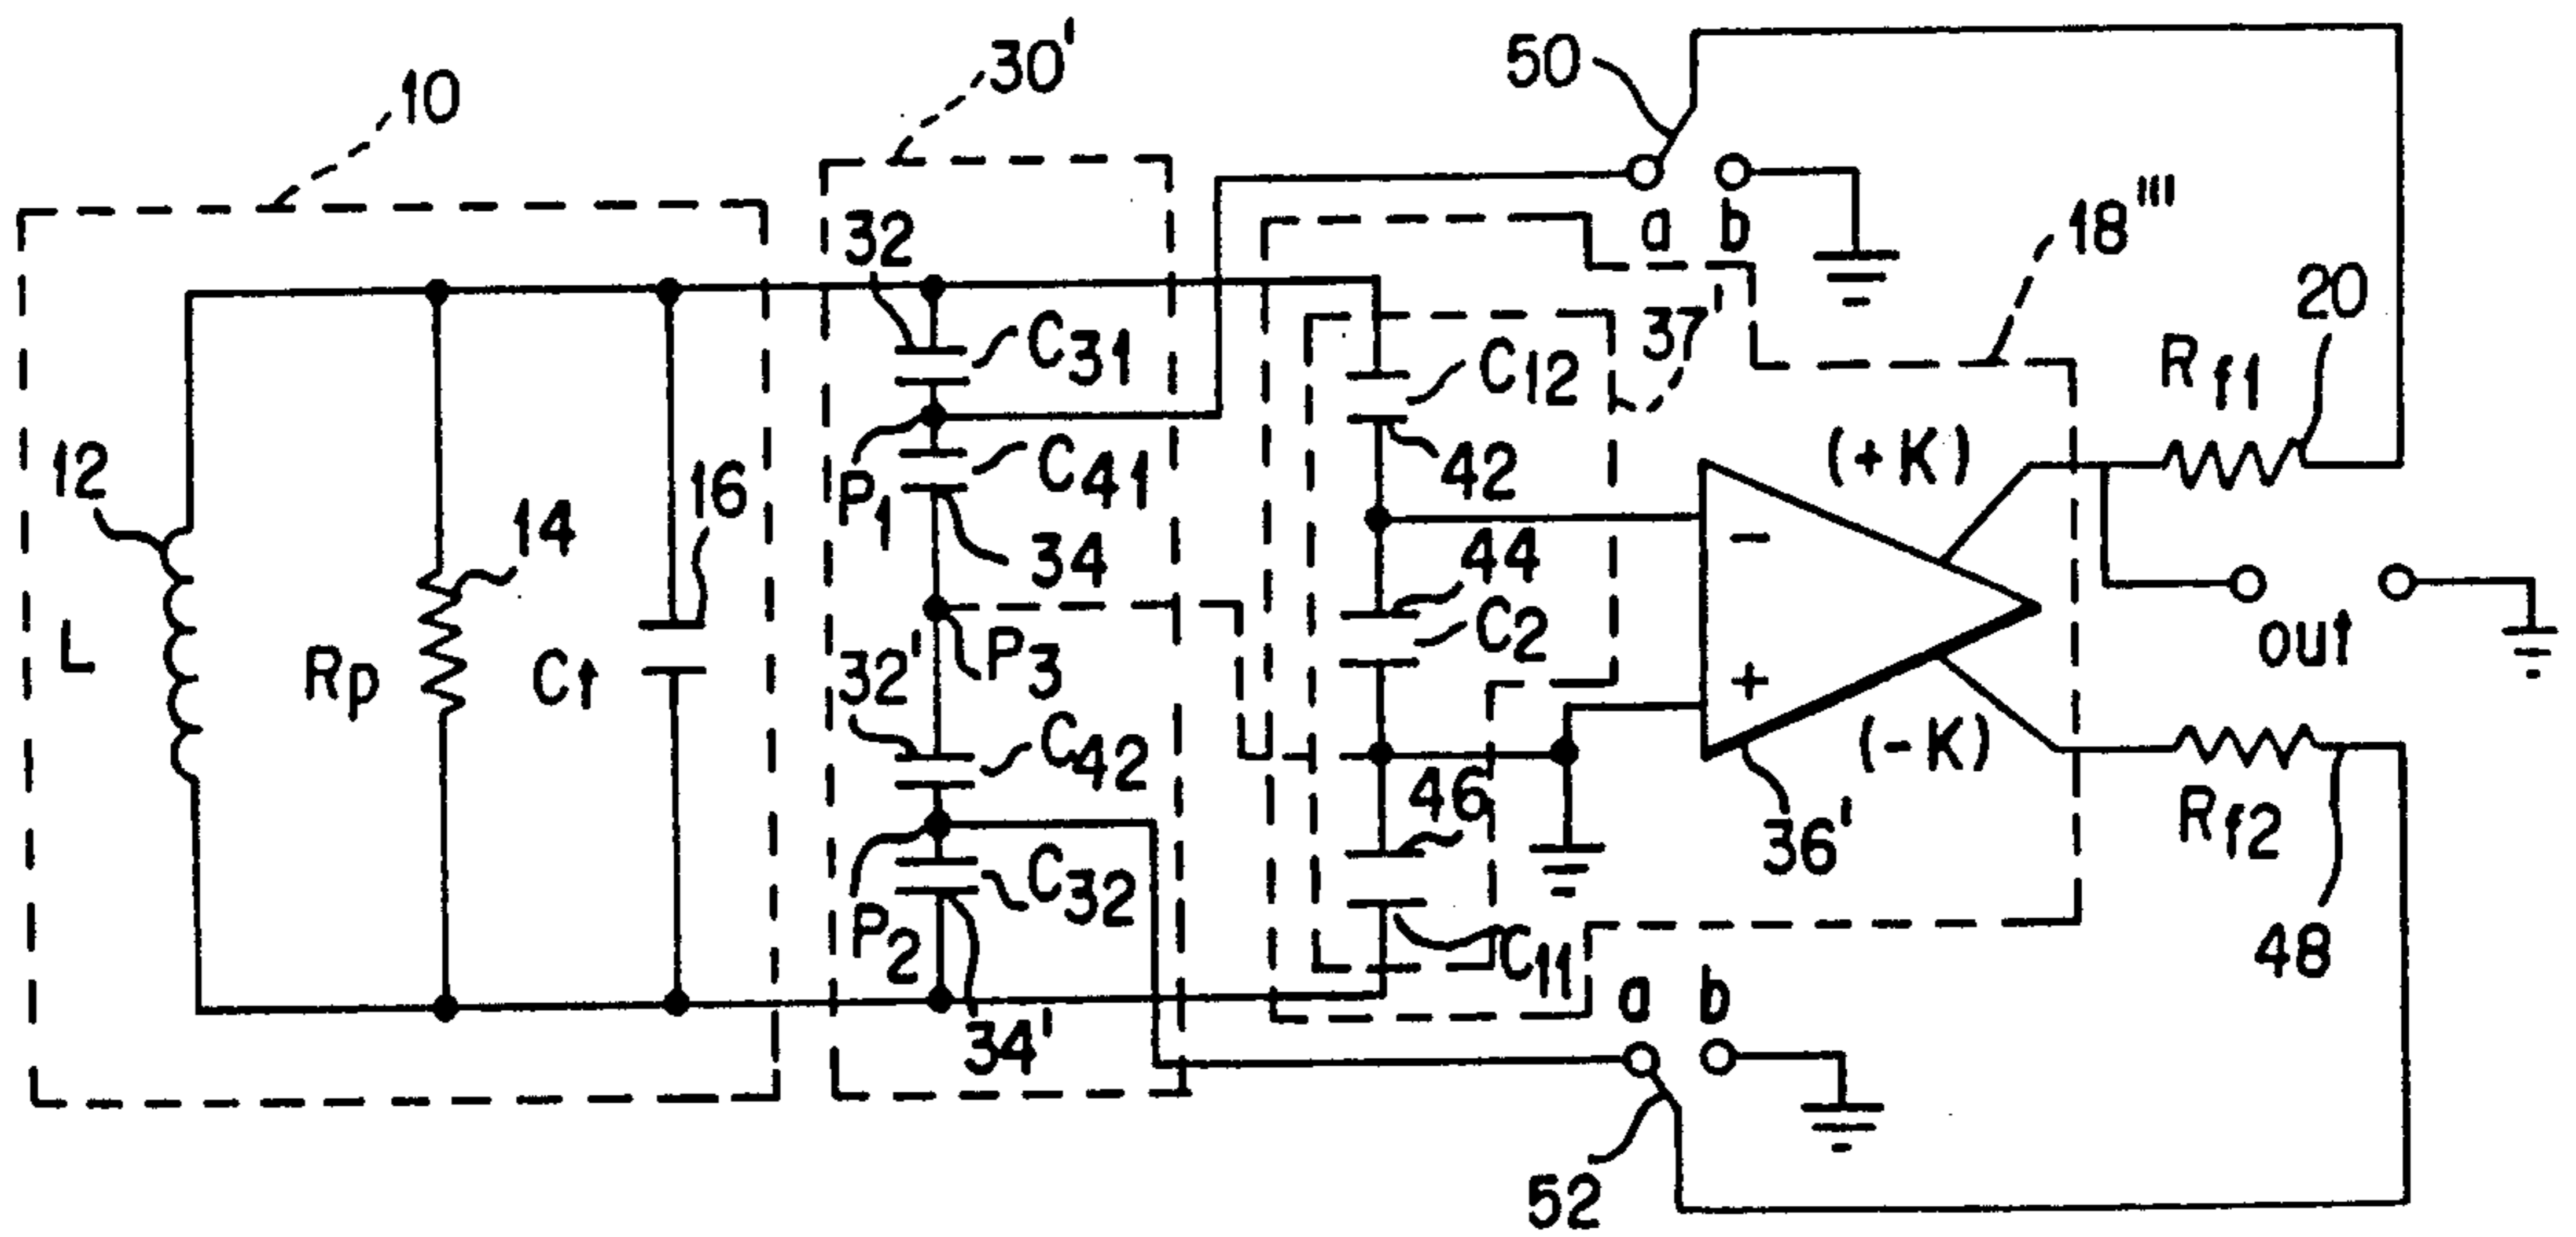 10
30'
50
a b
18'''
32
C31
37'
C12
20
Rf1
12
P1
C41
42
(+K)
14
16
34
44
−
L
Rp
Ct
P3
C2
out
32'
C42
46
+
(−K)
36'
Rf2
P2
C32
C11
48
34'
a b
52